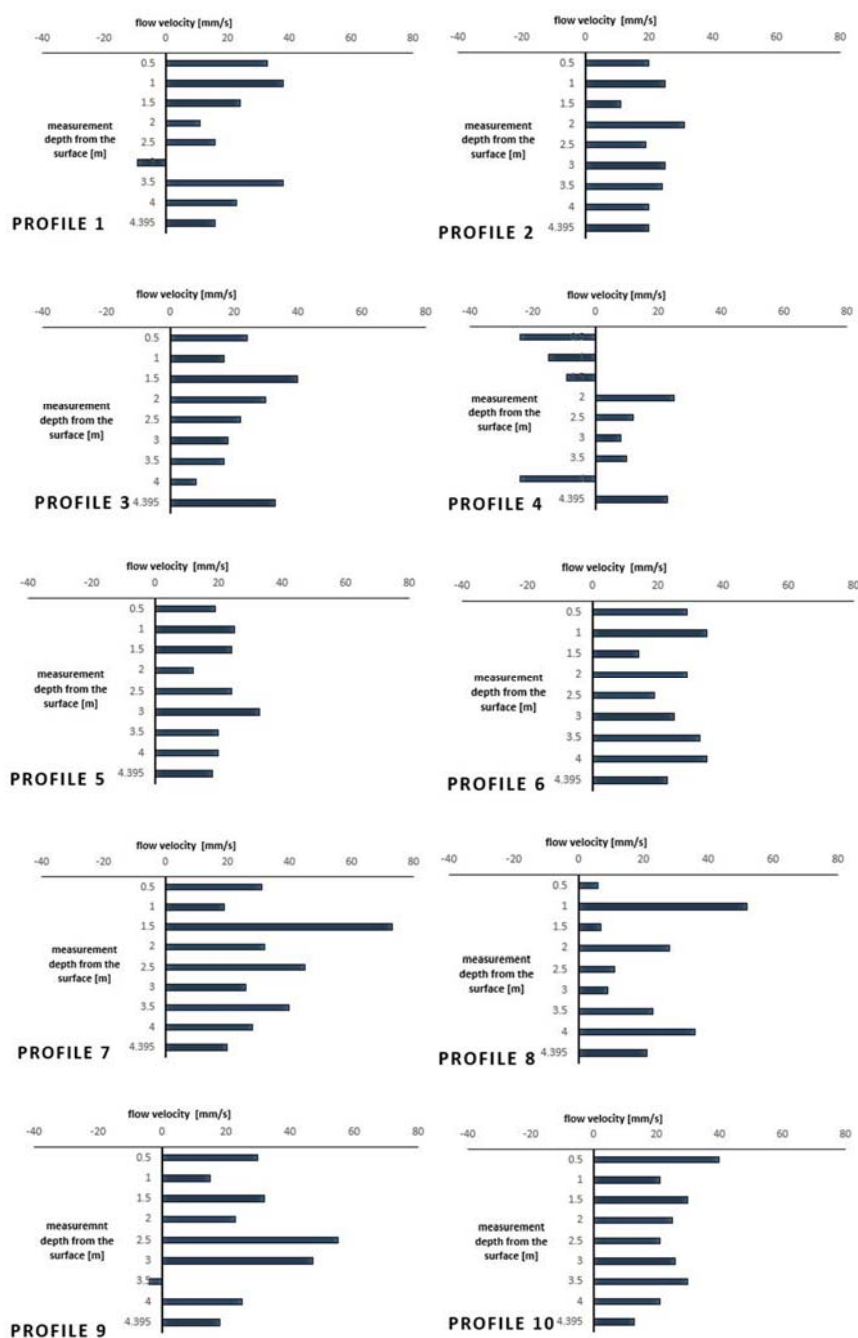 flow velocity [mm/s]
-40 -20 0 20 40 60 80
0.5
1
1.5
2
2.5
3.5
4
4.395
measurement
depth from the
surface [m]
PROFILE 1
flow velocity [mm/s]
-40 -20 0 20 40 60 80
0.5
1
1.5
2
2.5
3
3.5
4
4.395
measurement
depth from the
surface [m]
PROFILE 2
flow velocity [mm/s]
-40 -20 0 20 40 60 80
0.5
1
1.5
2
2.5
3
3.5
4
4.395
measurement
depth from the
surface [m]
PROFILE 3
flow velocity [mm/s]
-40 -20 0 20 40 60 80
2
2.5
3
3.5
4.395
measurement
depth from the
surface [m]
PROFILE 4
flow velocity [mm/s]
-40 -20 0 20 40 60 80
0.5
1
1.5
2
2.5
3
3.5
4
4.395
measurement
depth from the
surface [m]
PROFILE 5
flow velocity [mm/s]
-40 -20 0 20 40 60 80
0.5
1
1.5
2
2.5
3
3.5
4
4.395
measurement
depth from the
surface [m]
PROFILE 6
flow velocity [mm/s]
-40 -20 0 20 40 60 80
0.5
1
1.5
2
2.5
3
3.5
4
4.395
measurement
depth from the
surface [m]
PROFILE 7
flow velocity [mm/s]
-40 -20 0 20 40 60 80
0.5
1
1.5
2
2.5
3
3.5
4
4.395
measurement
depth from the
surface [m]
PROFILE 8
flow velocity [mm/s]
-40 -20 0 20 40 60 80
0.5
1
1.5
2
2.5
3
3.5
4
4.395
measuremnt
depth from the
surface [m]
PROFILE 9
flow velocity [mm/s]
-40 -20 0 20 40 60 80
0.5
1
1.5
2
2.5
3
3.5
4
4.395
measurement
depth from the
surface [m]
PROFILE 10